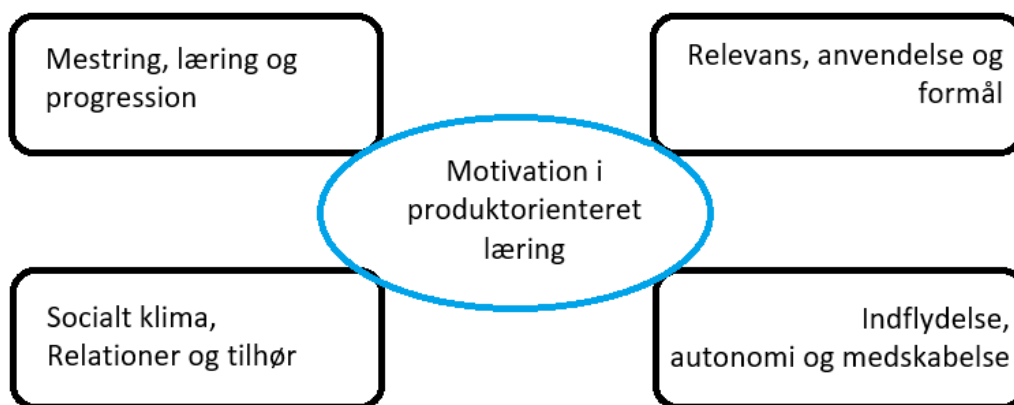 Mestring, læring og
progression
Relevans, anvendelse og
formål
Motivation i
produktorienteret
læring
Socialt klima,
Relationer og tilhør
Indflydelse,
autonomi og medskabelse